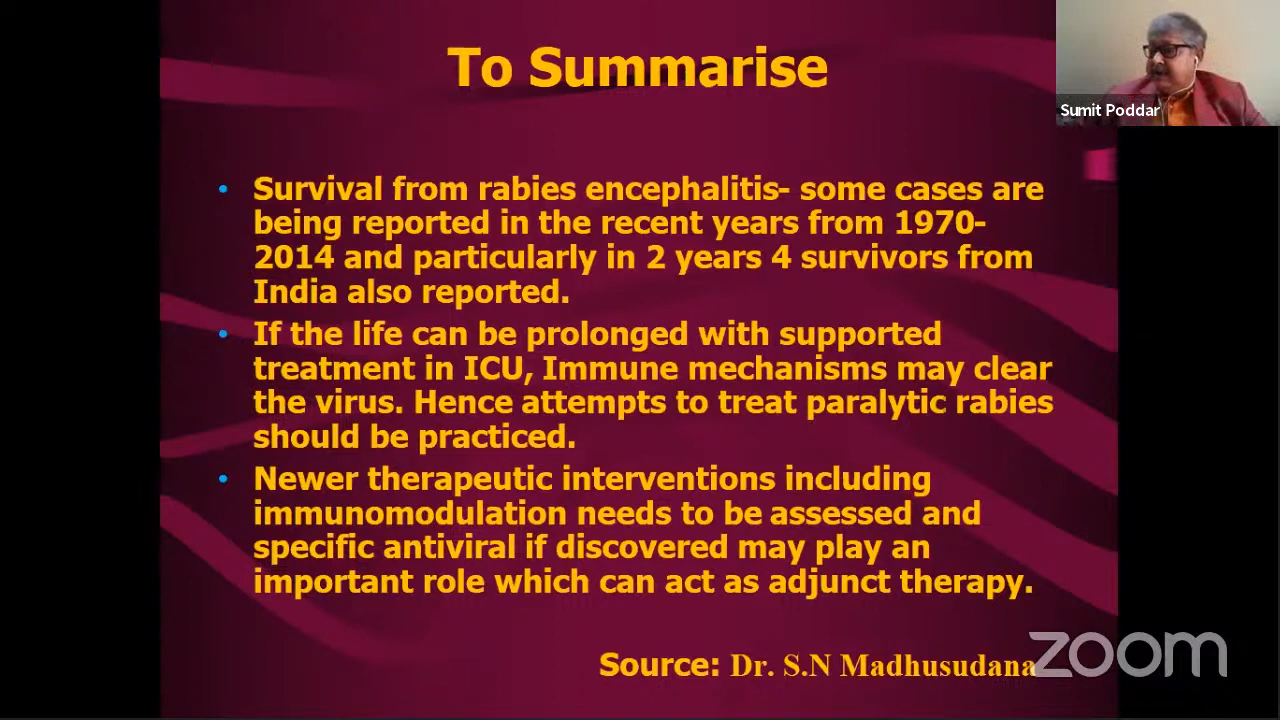 To Summarise
Sumit Poddar
• Survival from rabies encephalitis- some cases are
being reported in the recent years from 1970-
2014 and particularly in 2 years 4 survivors from
India also reported.
• If the life can be prolonged with supported
treatment in ICU, Immune mechanisms may clear
the virus. Hence attempts to treat paralytic rabies
should be practiced.
• Newer therapeutic interventions including
immunomodulation needs to be assessed and
specific antiviral if discovered may play an
important role which can act as adjunct therapy.
Source: Dr. S.N Madhusudana
zoom